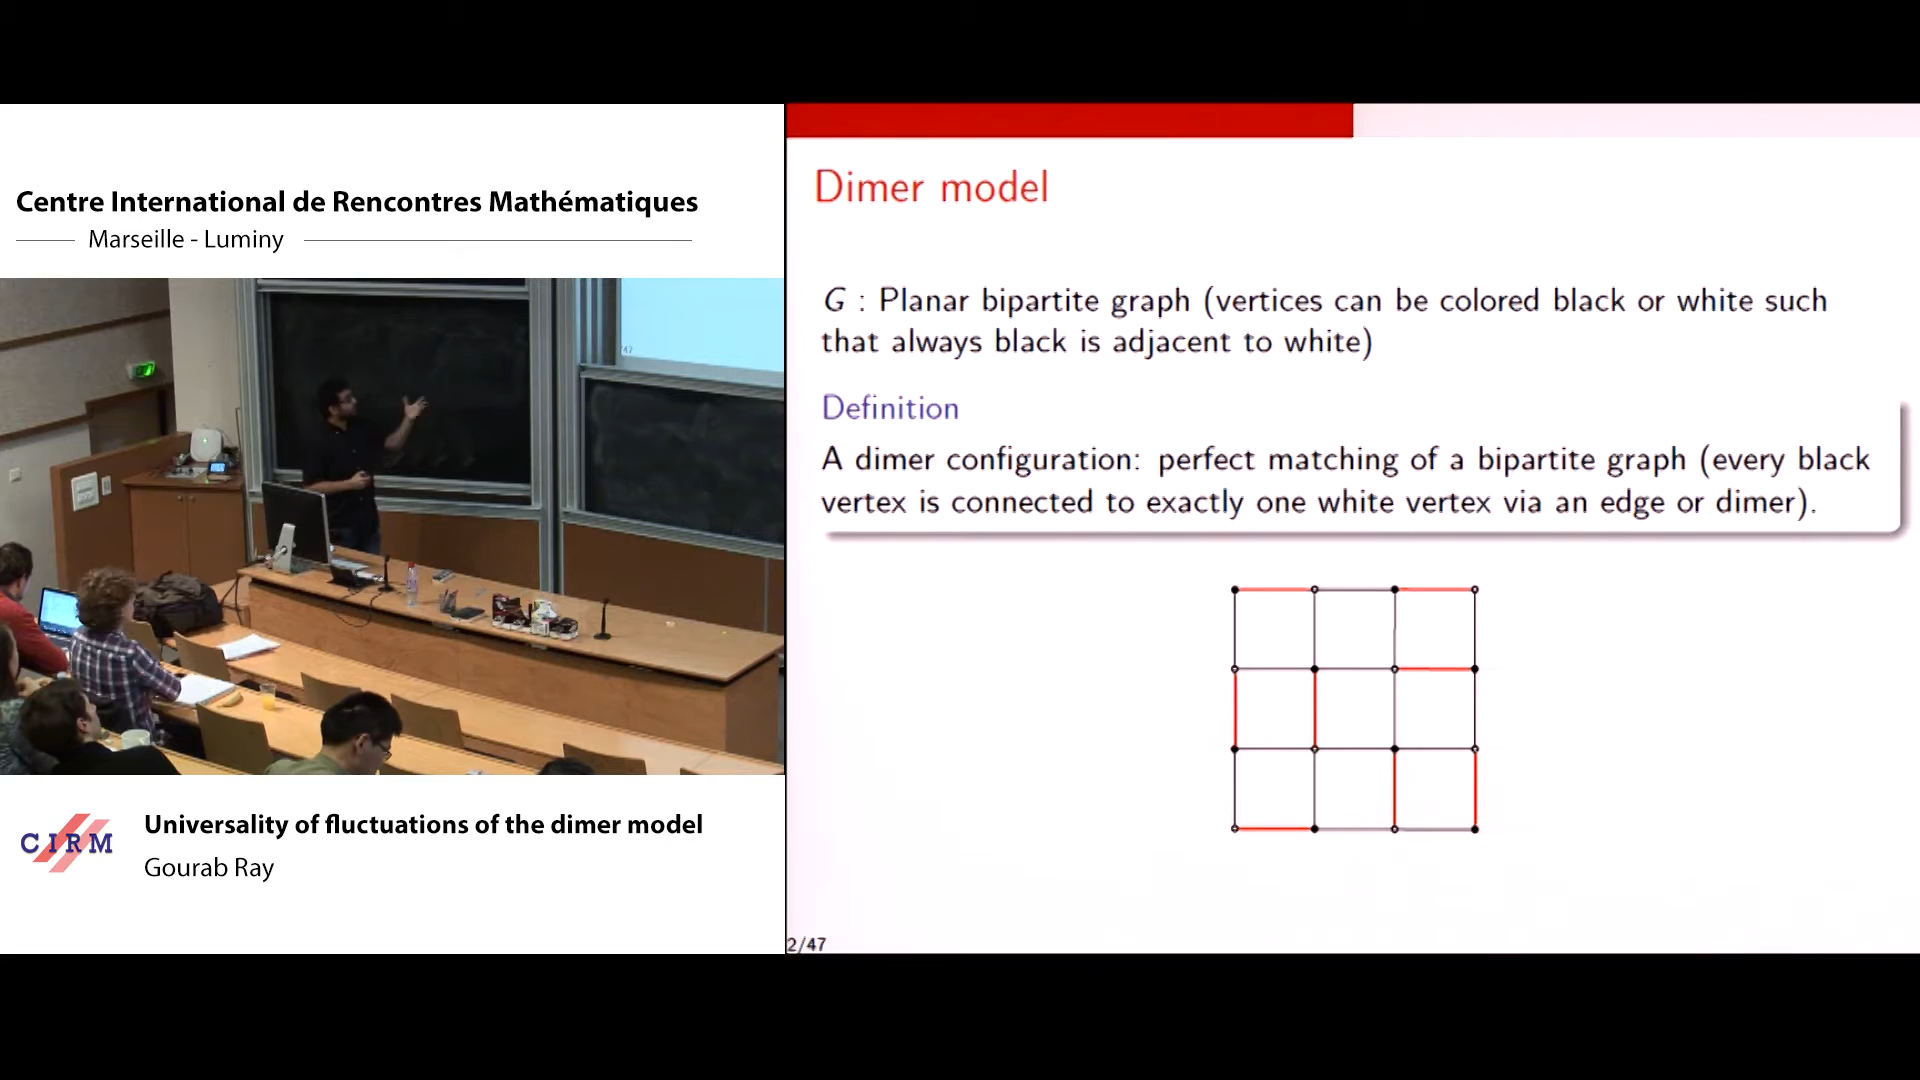 Centre International de Rencontres Mathématiques
Marseille - Luminy
/47
CIRM
Universality of fluctuations of the dimer model
Gourab Ray
Dimer model
G : Planar bipartite graph (vertices can be colored black or white such
that always black is adjacent to white)
Definition
A dimer configuration: perfect matching of a bipartite graph (every black
vertex is connected to exactly one white vertex via an edge or dimer).
2/47